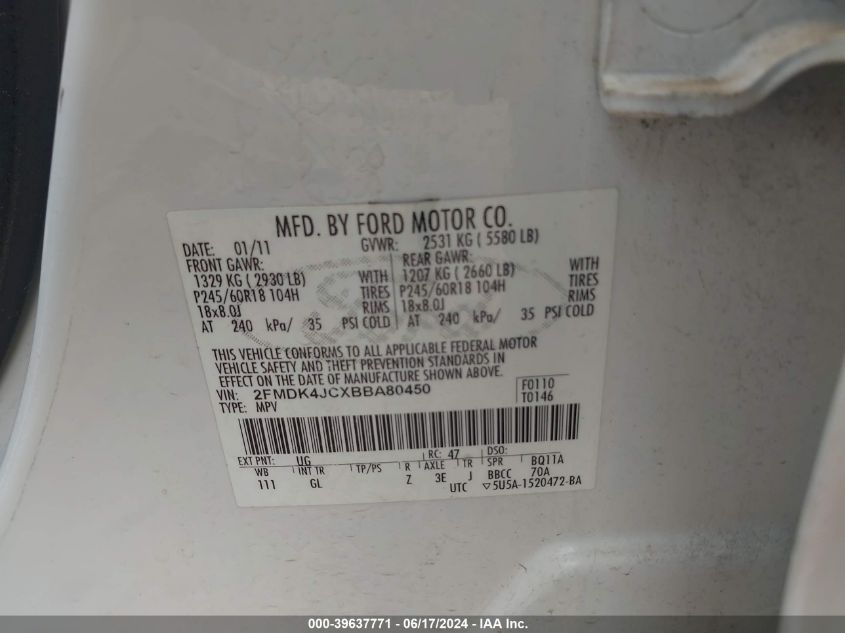 MFD. BY FORD MOTOR CO.
DATE: 01/11 GVWR: 2531 KG ( 5580 LB)
FRONT GAWR: REAR GAWR:
1329 KG ( 2930 LB) WITH 1207 KG ( 2660 LB) WITH
P245/60R18 104H TIRES P245/60R18 104H TIRES
18x8.0J RIMS 18x8.0J RIMS
AT 240 kPa/ 35 PSI COLD AT 240 kPa/ 35 PSI COLD
THIS VEHICLE CONFORMS TO ALL APPLICABLE FEDERAL MOTOR
VEHICLE SAFETY AND THEFT PREVENTION STANDARDS IN
EFFECT ON THE DATE OF MANUFACTURE SHOWN ABOVE.
VIN: 2FMDK4JCXBBA80450 F0110
TYPE: MPV T0146
EXT PNT: UG RC: 47 DSO:
WB INT TR TP/PS R AXLE TR SPR BQ11A
111 GL Z 3E J BBCC 70A
UTC 5U5A-1520472-BA
000-39637771 - 06/17/2024 - IAA Inc.